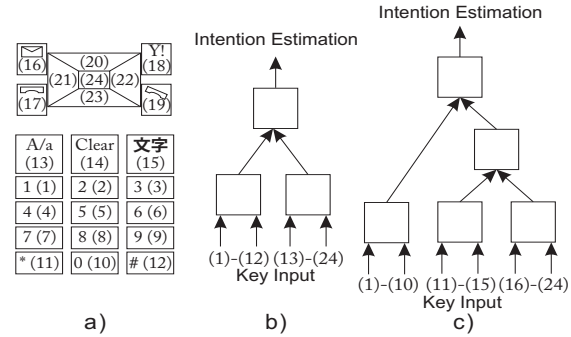 Y!
(16) (20) (18)
(21) (24) (22)
(17) (23) (19)
A/a Clear 文字
(13) (14) (15)
1 (1) 2 (2) 3 (3)
4 (4) 5 (5) 6 (6)
7 (7) 8 (8) 9 (9)
* (11) 0 (10) # (12)
a)
Intention Estimation
(1)-(12) (13)-(24)
Key Input
b)
Intention Estimation
(1)-(10) (11)-(15) (16)-(24)
Key Input
c)